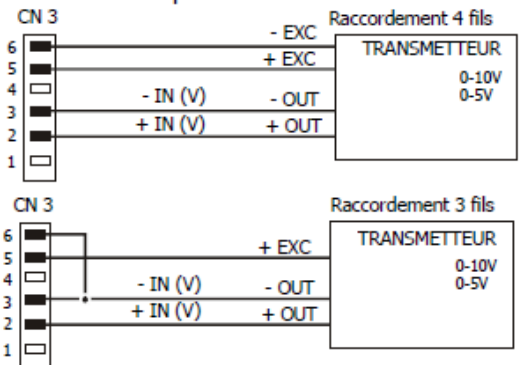 CN 3
Raccordement 4 fils
6
- EXC
TRANSMETTEUR
5
+ EXC
0-10V
4
- IN (V)
- OUT
0-5V
3
+ IN (V)
+ OUT
2
1
CN 3
Raccordement 3 fils
6
TRANSMETTEUR
5
+ EXC
0-10V
4
- IN (V)
- OUT
0-5V
3
+ IN (V)
+ OUT
2
1